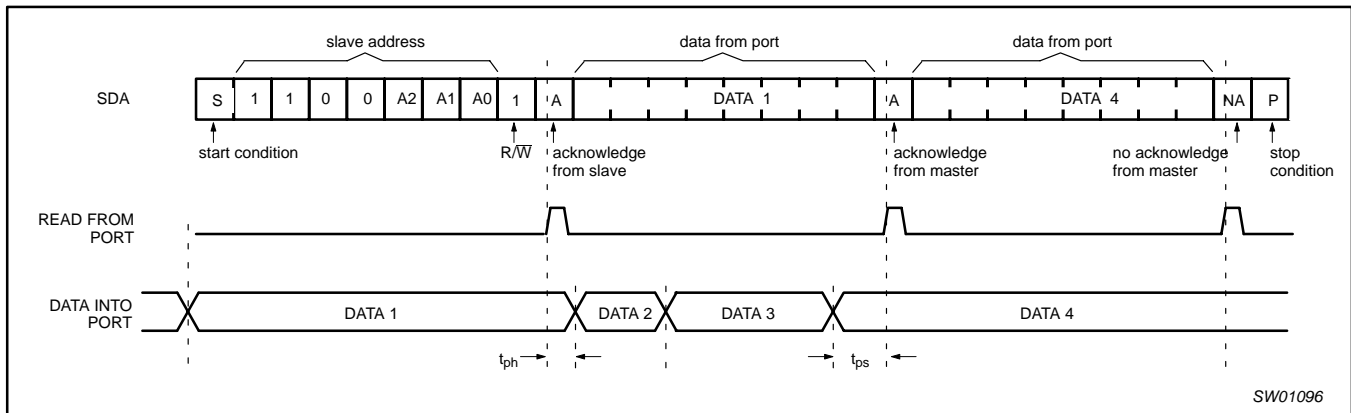 slave address data from port data from port
SDA S 1 1 0 0 A2 A1 A0 1 A DATA 1 A DATA 4 NA P
start condition R/W̅ acknowledge from slave acknowledge from master no acknowledge from master stop condition
READ FROM PORT
DATA INTO PORT DATA 1 DATA 2 DATA 3 DATA 4
tph tps
SW01096